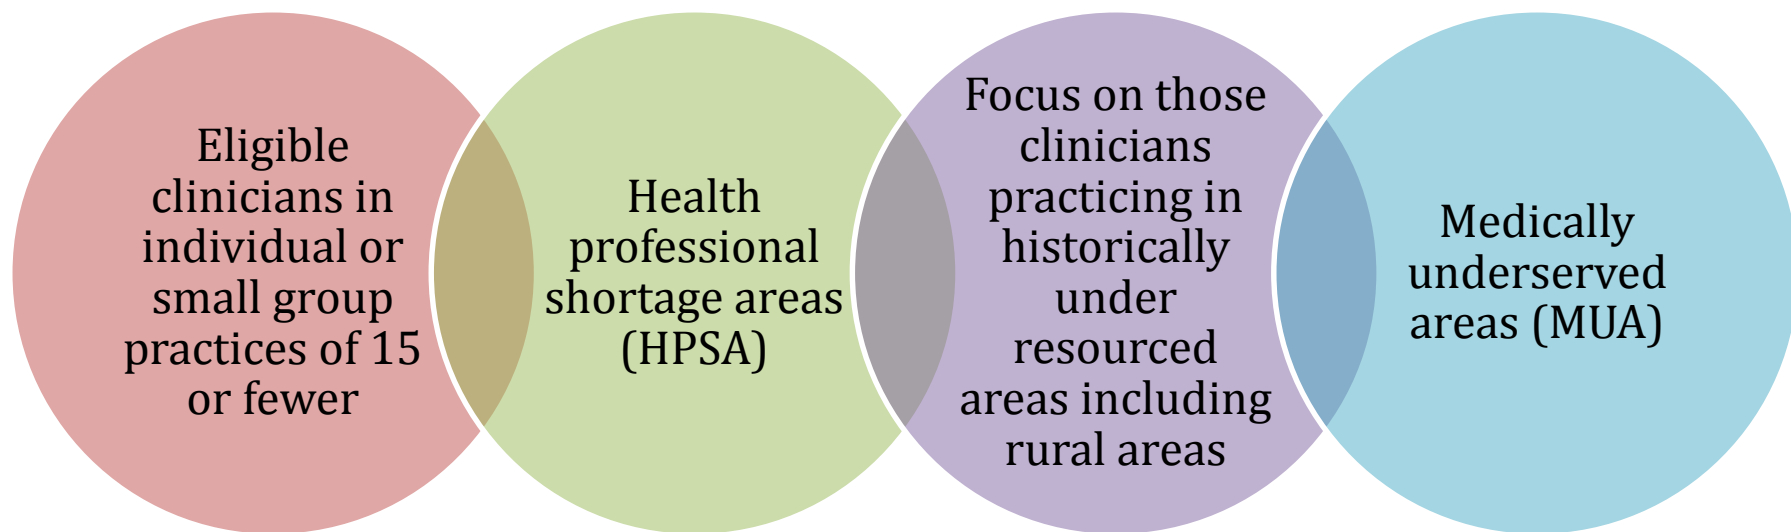 Eligible
clinicians in
individual or
small group
practices of 15
or fewer
Health
professional
shortage areas
(HPSA)
Focus on those
clinicians
practicing in
historically
under
resourced
areas including
rural areas
Medically
underserved
areas (MUA)